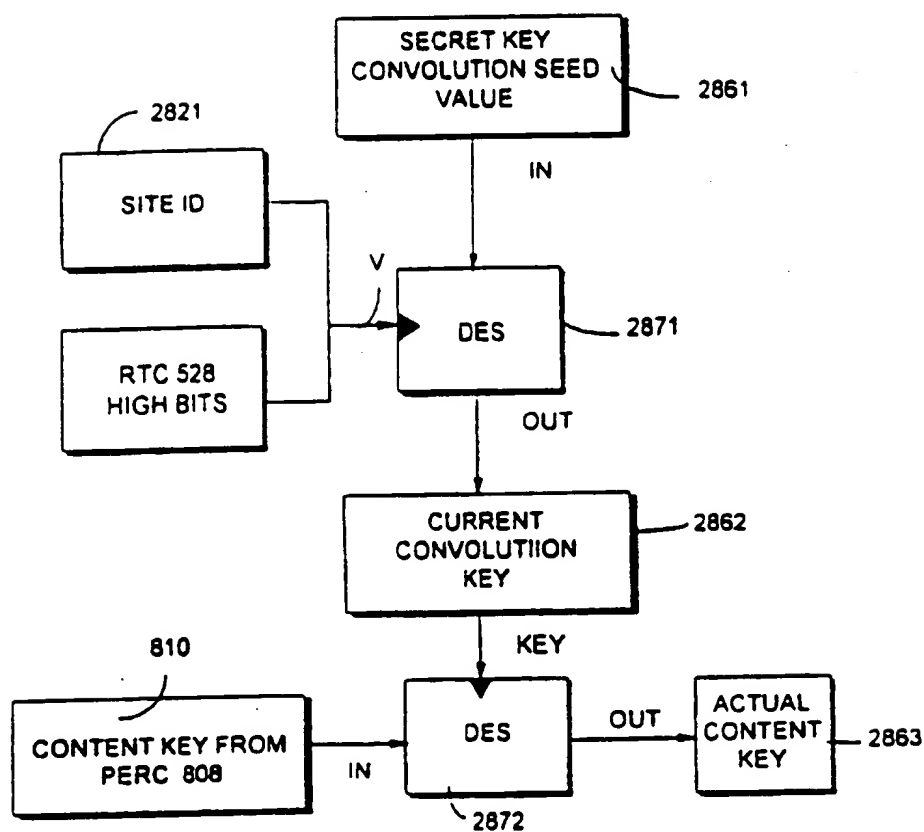 SECRET KEY
CONVOLUTION SEED
VALUE
2861
2821
IN
SITE ID
V
DES
2871
RTC 528
HIGH BITS
OUT
CURRENT
CONVOLUTIION
KEY
2862
KEY
810
CONTENT KEY FROM
PERC 808
IN
DES
OUT
ACTUAL
CONTENT
KEY
2863
2872